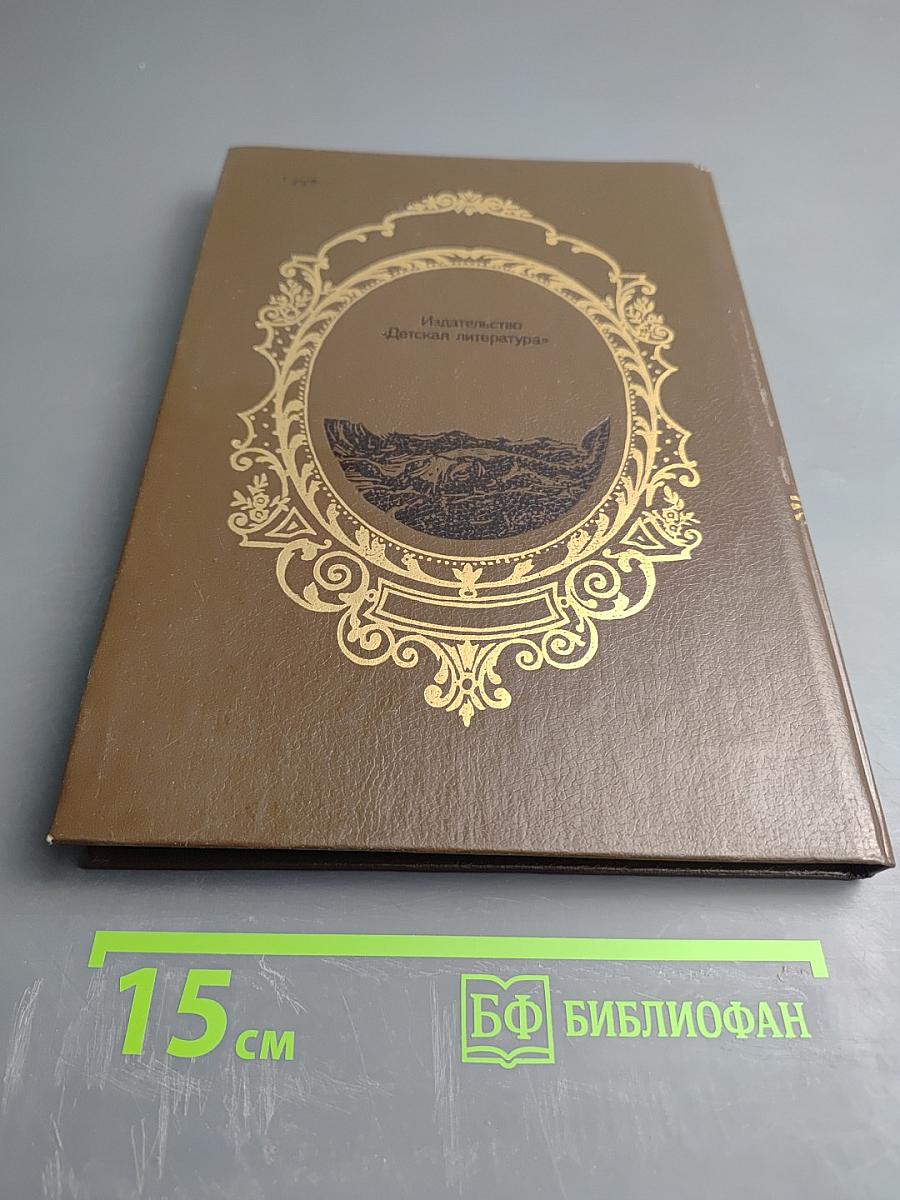 Издательство
«Детская литература»
15 см
БФ БИБЛИОФАН